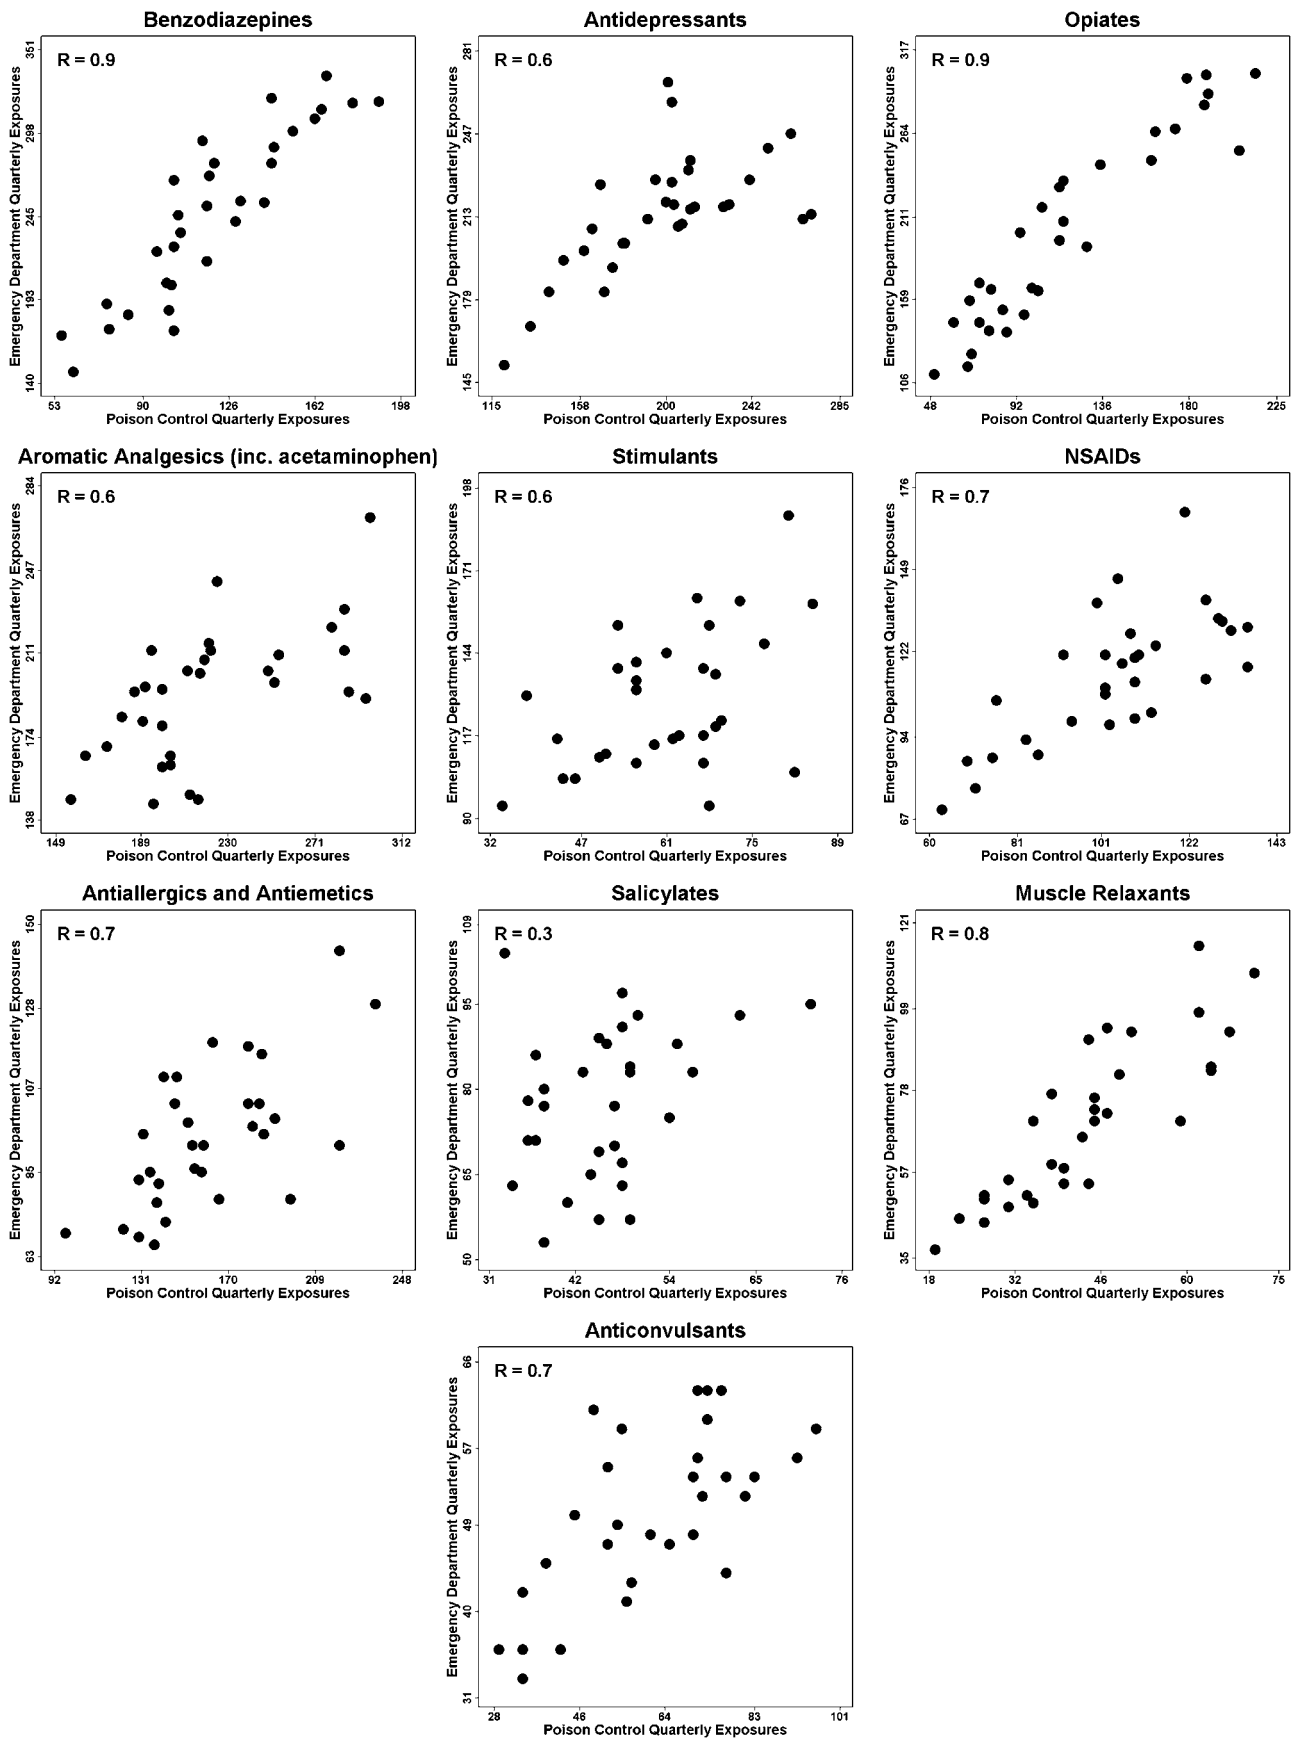 Benzodiazepines
R = 0.9
Emergency Department Quarterly Exposures
351
298
245
193
140
53 90 126 162 198
Poison Control Quarterly Exposures
Antidepressants
R = 0.6
Emergency Department Quarterly Exposures
281
247
213
179
145
115 158 200 242 285
Poison Control Quarterly Exposures
Opiates
R = 0.9
Emergency Department Quarterly Exposures
317
264
211
159
106
48 92 136 180 225
Poison Control Quarterly Exposures
Aromatic Analgesics (inc. acetaminophen)
R = 0.6
Emergency Department Quarterly Exposures
284
247
211
174
138
149 189 230 271 312
Poison Control Quarterly Exposures
Stimulants
R = 0.6
Emergency Department Quarterly Exposures
198
171
144
117
90
32 47 61 75 89
Poison Control Quarterly Exposures
NSAIDs
R = 0.7
Emergency Department Quarterly Exposures
176
149
122
94
67
60 81 101 122 143
Poison Control Quarterly Exposures
Antiallergics and Antiemetics
R = 0.7
Emergency Department Quarterly Exposures
150
128
107
85
63
92 131 170 209 248
Poison Control Quarterly Exposures
Salicylates
R = 0.3
Emergency Department Quarterly Exposures
109
95
80
65
50
31 42 54 65 76
Poison Control Quarterly Exposures
Muscle Relaxants
R = 0.8
Emergency Department Quarterly Exposures
121
99
78
57
35
18 32 46 60 75
Poison Control Quarterly Exposures
Anticonvulsants
R = 0.7
Emergency Department Quarterly Exposures
66
57
49
40
31
28 46 64 83 101
Poison Control Quarterly Exposures